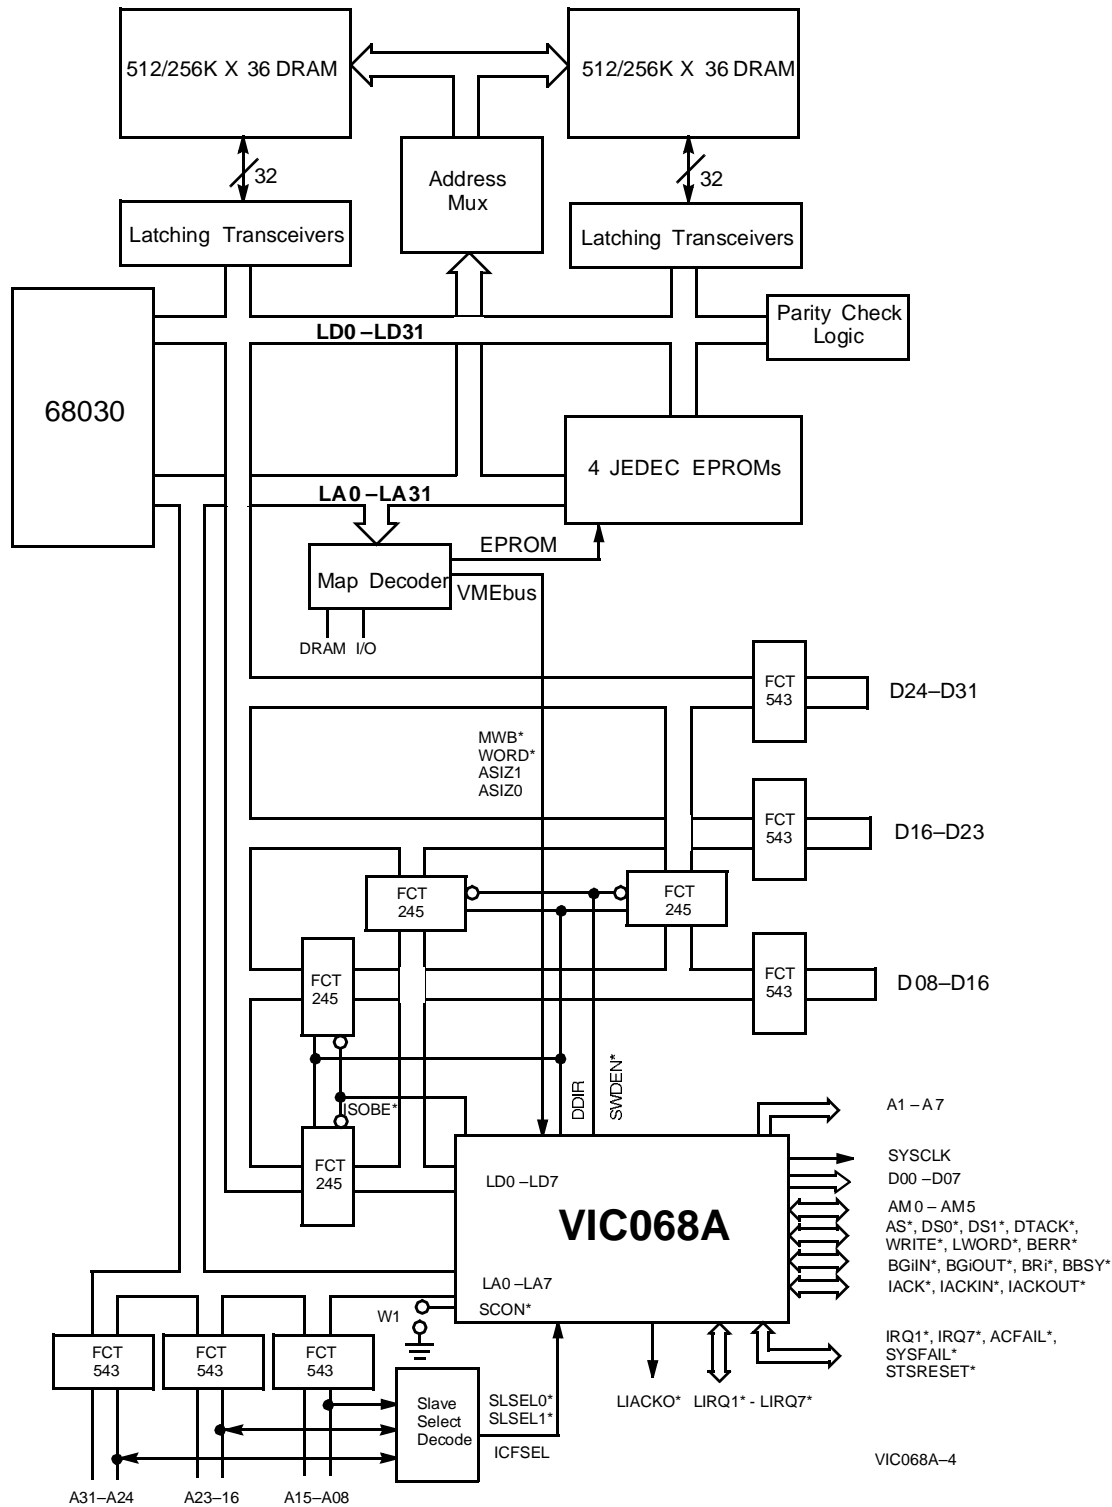 512/256K X 36 DRAM
512/256K X 36 DRAM
32
Address
Mux
32
Latching Transceivers
Latching Transceivers
LD0–LD31
Parity Check
Logic
68030
4 JEDEC EPROMs
LA0–LA31
EPROM
Map Decoder
VMEbus
DRAM I/O
FCT
543
D24–D31
MWB*
WORD*
ASIZ1
ASIZ0
FCT
543
D16–D23
FCT
245
FCT
245
FCT
245
FCT
543
D08–D16
DDIR
SWDEN*
ISOBE*
A1–A7
FCT
245
SYSCLK
LD0–LD7
D00–D07
VIC068A
AM0–AM5
AS*, DS0*, DS1*, DTACK*,
WRITE*, LWORD*, BERR*
BGiIN*, BGiOUT*, BRi*, BBSY*
IACK*, IACKIN*, IACKOUT*
LA0–LA7
SCON*
W1
IRQ1*, IRQ7*, ACFAIL*,
SYSFAIL*
STSRESET*
FCT
543
FCT
543
FCT
543
Slave
Select
Decode
SLSEL0*
SLSEL1*
ICFSEL
LIACKO*
LIRQ1* - LIRQ7*
VIC068A–4
A31–A24
A23–16
A15–A08